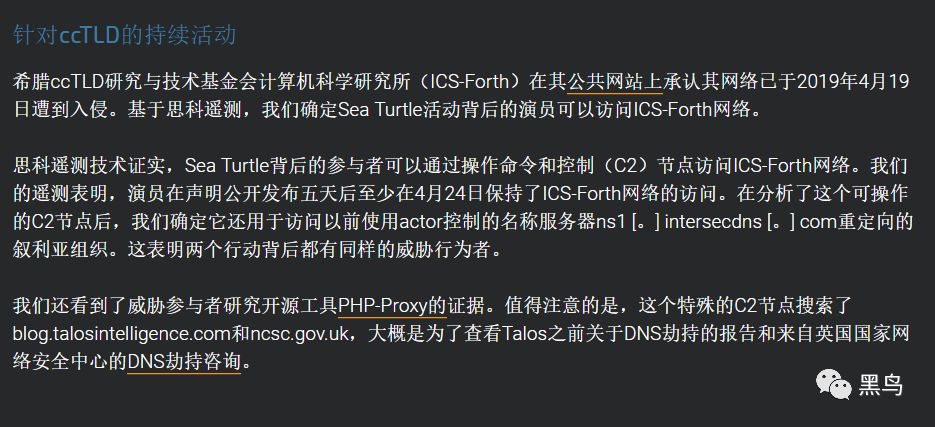 针对ccTLD的持续活动
希腊ccTLD研究与技术基金会计算机科学研究所（ICS-Forth）在其公共网站上承认其网络已于2019年4月19
日遭到入侵。基于思科遥测，我们确定Sea Turtle活动背后的演员可以访问ICS-Forth网络。
思科遥测技术证实，Sea Turtle背后的参与者可以通过操作命令和控制（C2）节点访问ICS-Forth网络。我们
的遥测表明，演员在声明公开发布五天后至少在4月24日保持了ICS-Forth网络的访问。在分析了这个可操作
的C2节点后，我们确定它还用于访问以前使用actor控制的名称服务器ns1 [。] intersecdns [。] com重定向的
叙利亚组织。这表明两个行动背后都有同样的威胁行为者。
我们还看到了威胁参与者研究开源工具PHP-Proxy的证据。值得注意的是，这个特殊的C2节点搜索了
blog.talosintelligence.com和ncsc.gov.uk，大概是为了查看Talos之前关于DNS劫持的报告和来自英国国家网
络安全中心的DNS劫持咨询。
黑鸟